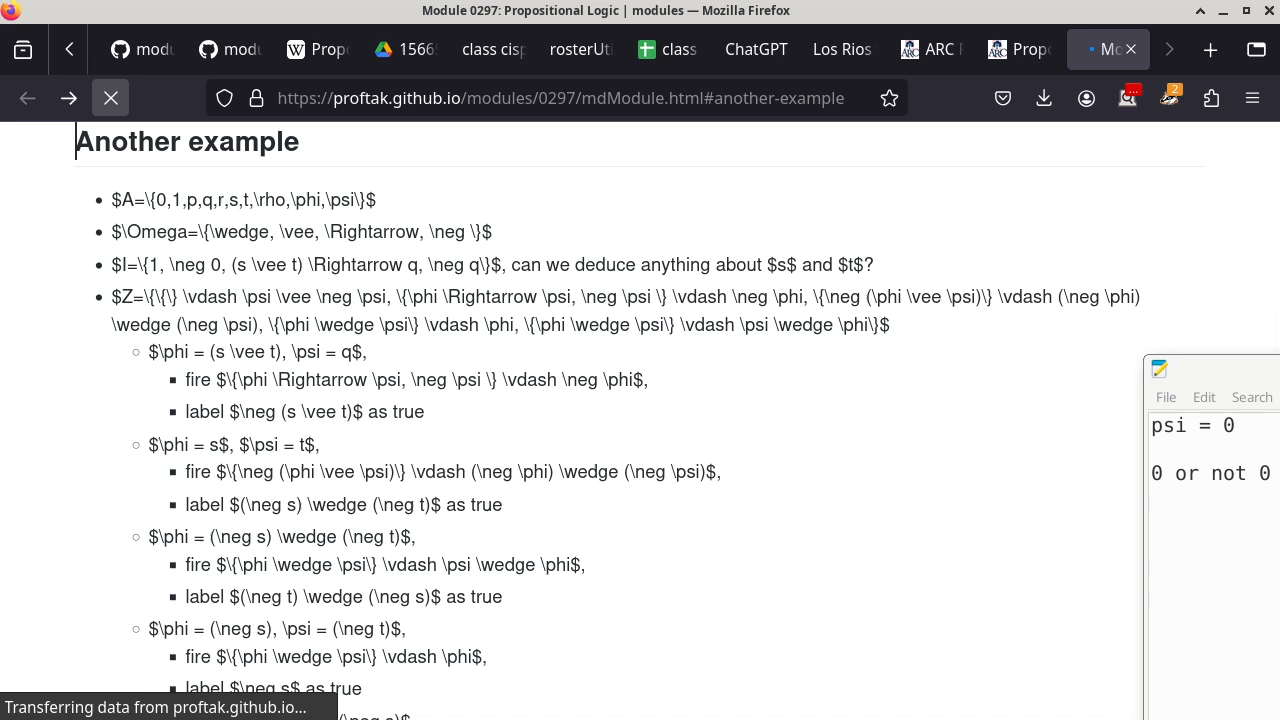 Module 0297: Propositional Logic | modules — Mozilla Firefox
modu modu Prop 1566 class cisp rosterUti class ChatGPT Los Rios ARC Prop Mo
https://proftak.github.io/modules/0297/mdModule.html#another-example
... 2
Another example
$A=\{0,1,p,q,r,s,t,\rho,\phi,\psi\}$
$\Omega=\{\wedge, \vee, \Rightarrow, \neg \}$
$I=\{1, \neg 0, (s \vee t) \Rightarrow q, \neg q\}$, can we deduce anything about $s$ and $t$?
$Z=\{\{\} \vdash \psi \vee \neg \psi, \{\phi \Rightarrow \psi, \neg \psi \} \vdash \neg \phi, \{\neg (\phi \vee \psi)\} \vdash (\neg \phi)
\wedge (\neg \psi), \{\phi \wedge \psi\} \vdash \phi, \{\phi \wedge \psi\} \vdash \psi \wedge \phi\}$
$\phi = (s \vee t), \psi = q$,
fire $\{\phi \Rightarrow \psi, \neg \psi \} \vdash \neg \phi$,
label $\neg (s \vee t)$ as true
$\phi = s$, $\psi = t$,
fire $\{\neg (\phi \vee \psi)\} \vdash (\neg \phi) \wedge (\neg \psi)$,
label $(\neg s) \wedge (\neg t)$ as true
$\phi = (\neg s) \wedge (\neg t)$,
fire $\{\phi \wedge \psi\} \vdash \psi \wedge \phi$,
label $(\neg t) \wedge (\neg s)$ as true
$\phi = (\neg s), \psi = (\neg t)$,
fire $\{\phi \wedge \psi\} \vdash \phi$,
label $\neg s$ as true
File Edit Search
psi = 0
0 or not 0
Transferring data from proftak.github.io…